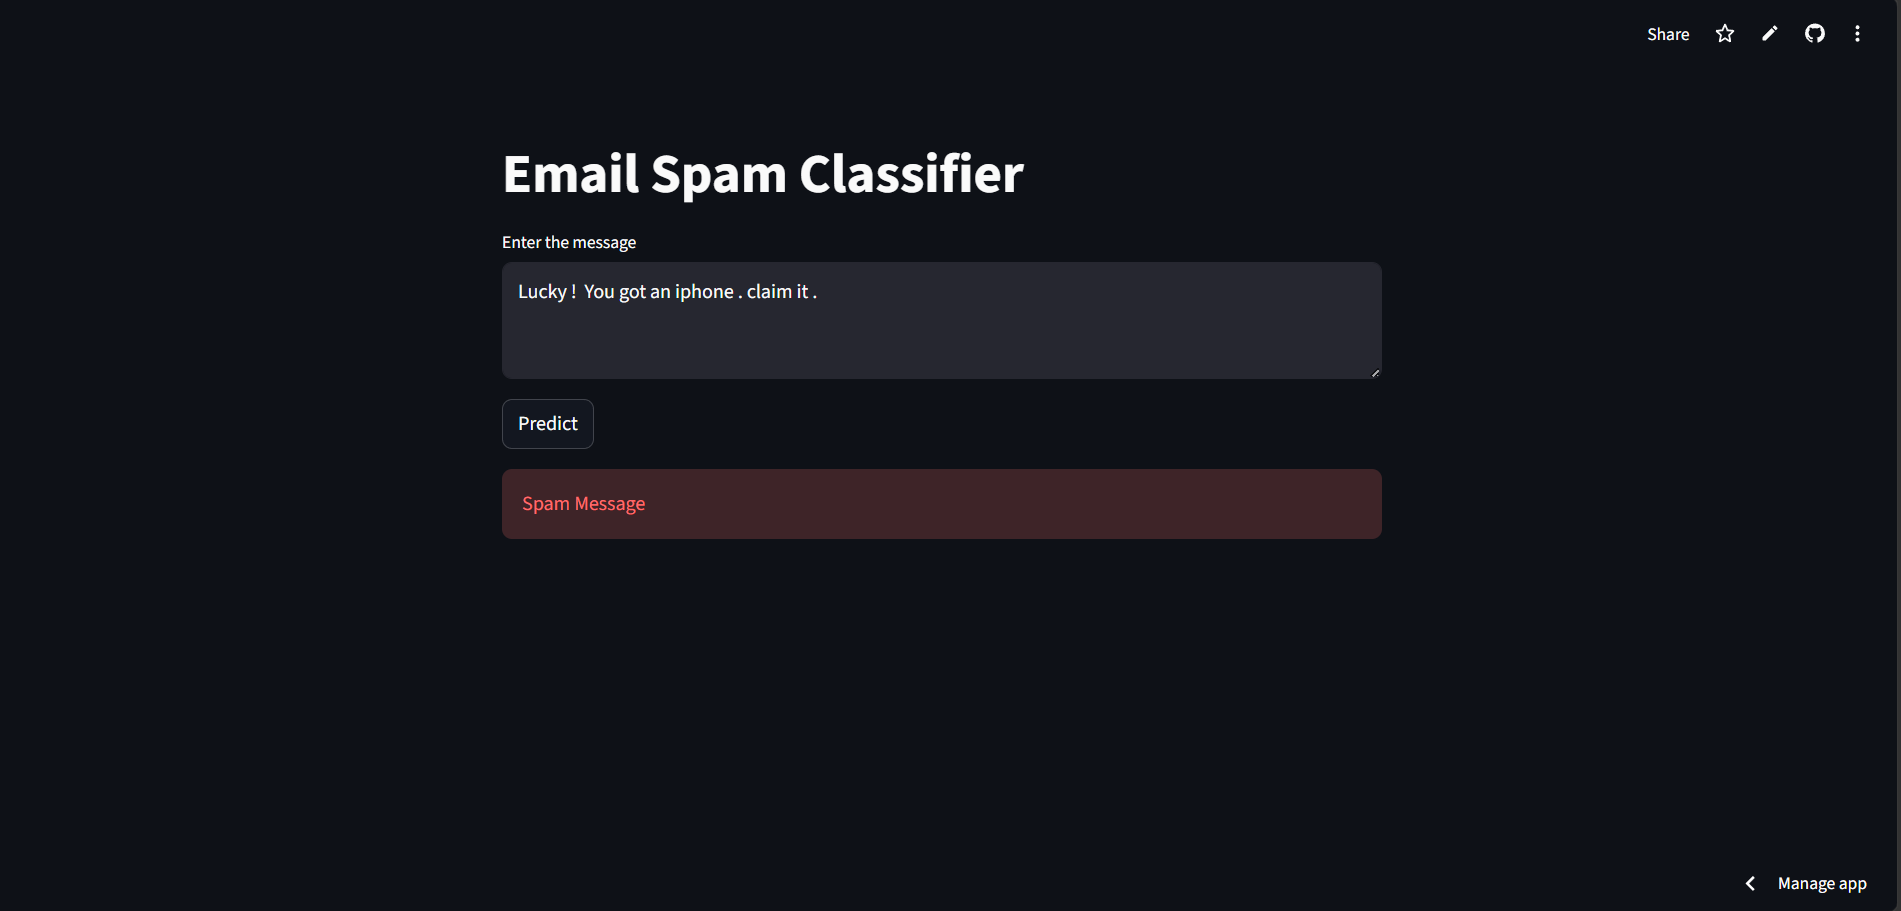 Share
Email Spam Classifier
Enter the message
Lucky !  You got an iphone . claim it .
Predict
Spam Message
Manage app